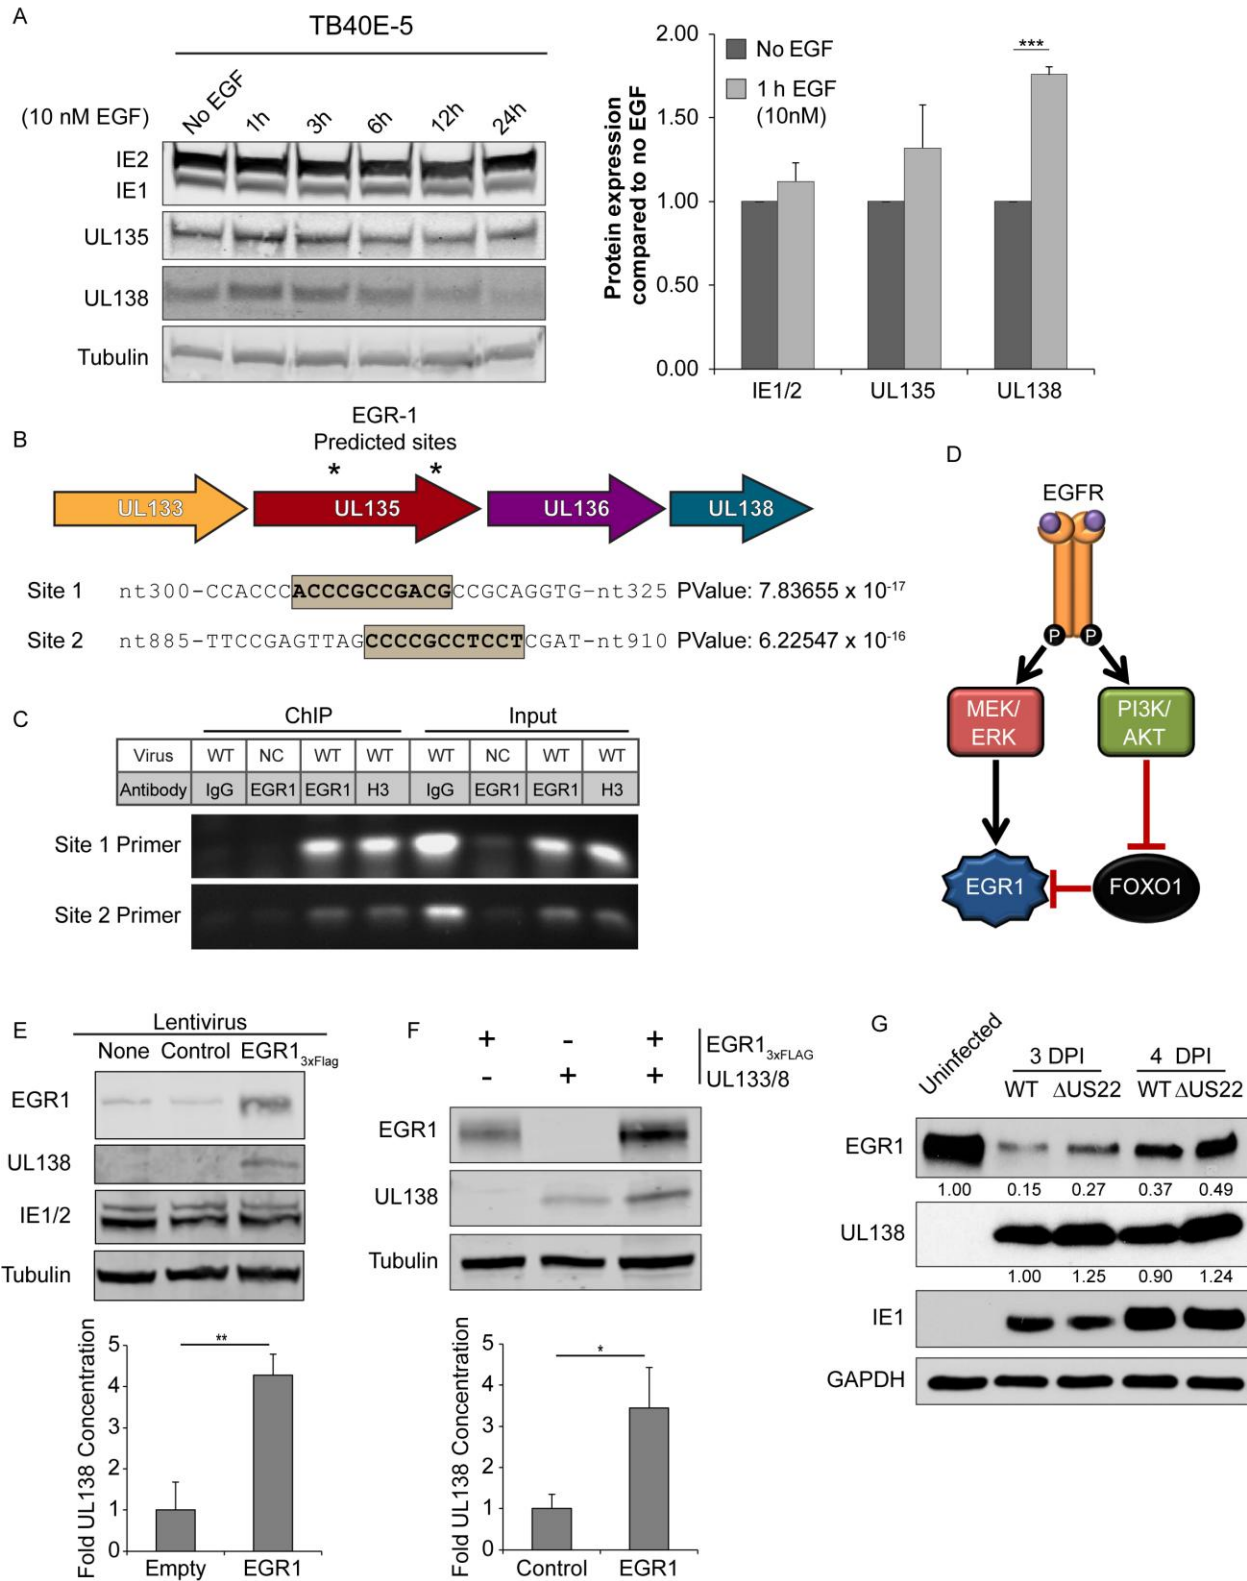 A
TB40E-5
(10 nM EGF)
No EGF
1h
3h
6h
12h
24h
IE2
IE1
UL135
UL138
Tubulin
Protein expression
compared to no EGF
2.00
1.50
1.00
0.50
0.00
No EGF
1 h EGF
(10nM)
***
IE1/2
UL135
UL138
B
EGR-1
Predicted sites
* *
UL133
UL135
UL136
UL138
Site 1 nt300-CCACCCACCCGCCGACGCCGCAGGTG-nt325 PValue: 7.83655 x 10⁻¹⁷
Site 2 nt885-TTCCGAGTTAGCCCCGCCTCCTCGAT-nt910 PValue: 6.22547 x 10⁻¹⁶
C
ChIP Input
Virus WT NC WT WT WT NC WT WT
Antibody IgG EGR1 EGR1 H3 IgG EGR1 EGR1 H3
Site 1 Primer
Site 2 Primer
D
EGFR
P P
MEK/
ERK
PI3K/
AKT
EGR1
FOXO1
E
Lentivirus
None Control EGR1 3xFlag
EGR1
UL138
IE1/2
Tubulin
Fold UL138 Concentration
5
4
3
2
1
0
**
Empty EGR1
F
+ - + EGR1 3xFLAG
- + + UL133/8
EGR1
UL138
Tubulin
Fold UL138 Concentration
5
4
3
2
1
0
*
Control EGR1
G
Uninfected
3 DPI 4 DPI
WT ΔUS22 WT ΔUS22
EGR1
1.00 0.15 0.27 0.37 0.49
UL138
1.00 1.25 0.90 1.24
IE1
GAPDH